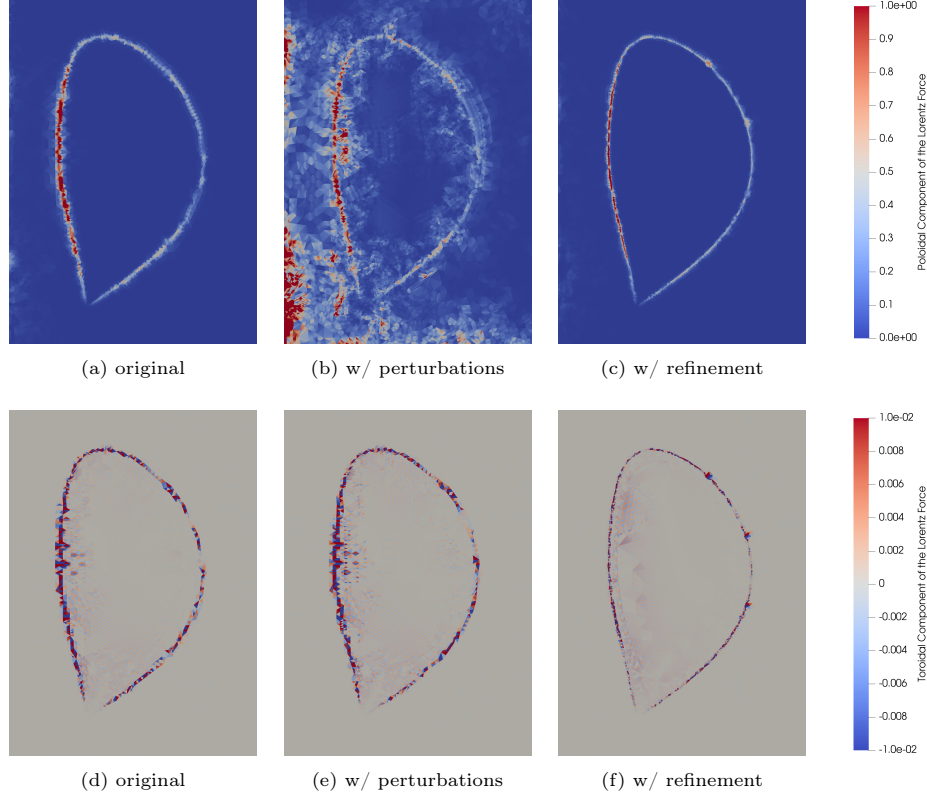 1.0e+00
0.9
0.8
0.7
0.6
0.5
0.4
0.3
0.2
0.1
0.0e+00
Poloidal Component of the Lorentz Force
(a) original
(b) w/ perturbations
(c) w/ refinement
1.0e-02
0.008
0.006
0.004
0.002
0
-0.002
-0.004
-0.006
-0.008
-1.0e-02
Toroidal Component of the Lorentz Force
(d) original
(e) w/ perturbations
(f) w/ refinement